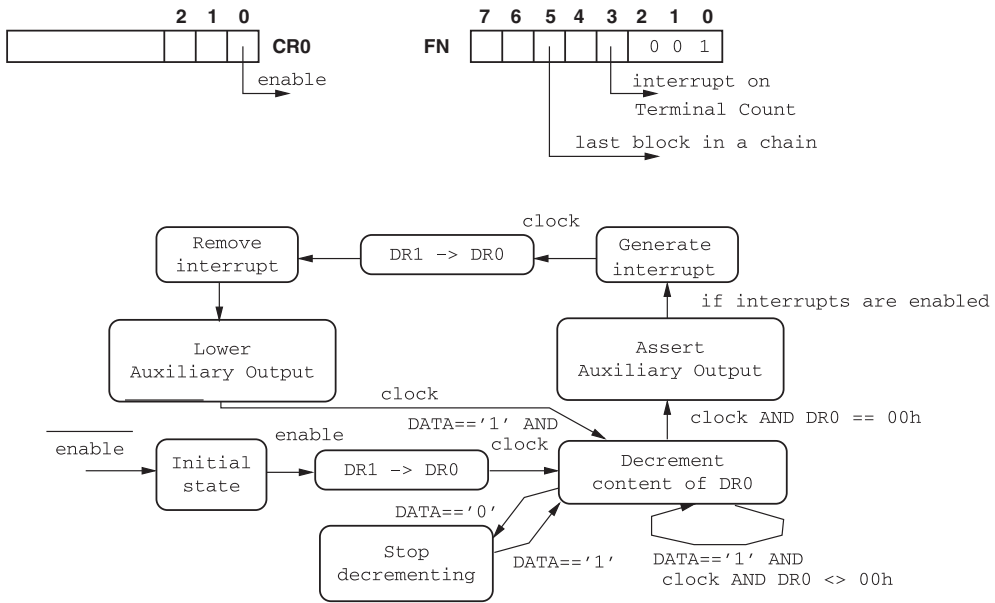 2 1 0
CR0
enable
7 6 5 4 3 2 1 0
FN
0 0 1
interrupt on
Terminal Count
last block in a chain
clock
Remove
interrupt
DR1 -> DR0
Generate
interrupt
if interrupts are enabled
Lower
Auxiliary Output
Assert
Auxiliary Output
clock
DATA=='1' AND
clock
clock AND DR0 == 00h
enable
enable
Initial
state
DR1 -> DR0
Decrement
content of DR0
DATA=='0'
Stop
decrementing
DATA=='1'
DATA=='1' AND
clock AND DR0 <> 00h